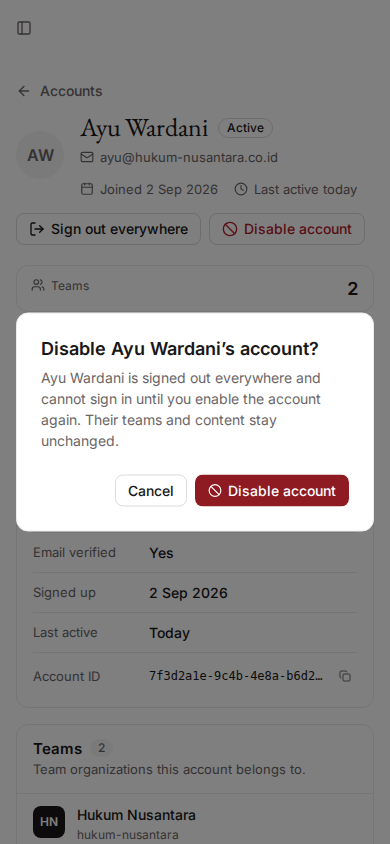 Accounts
AW
Ayu Wardani
Active
ayu@hukum-nusantara.co.id
Joined 2 Sep 2026
Last active today
Sign out everywhere
Disable account
Teams
2
Disable Ayu Wardani’s account?
Ayu Wardani is signed out everywhere and
cannot sign in until you enable the account
again. Their teams and content stay
unchanged.
Cancel
Disable account
Email verified Yes
Signed up 2 Sep 2026
Last active Today
Account ID 7f3d2a1e-9c4b-4e8a-b6d2…
Teams 2
Team organizations this account belongs to.
HN
Hukum Nusantara
hukum-nusantara